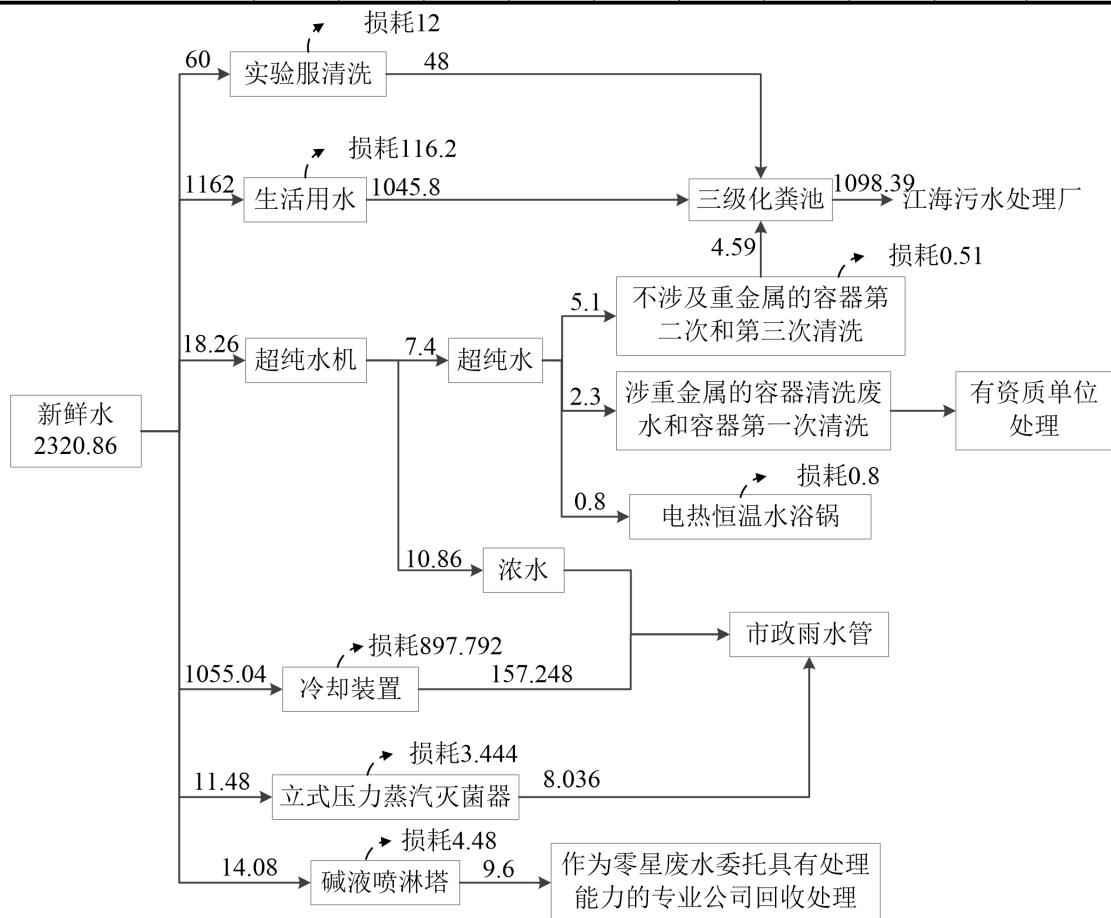 损耗12
60
实验服清洗
48
损耗116.2
1162
生活用水
1045.8
三级化粪池
1098.39
江海污水处理厂
4.59
损耗0.51
5.1
不涉及重金属的容器第
二次和第三次清洗
18.26
超纯水机
7.4
超纯水
2.3
涉重金属的容器清洗废
水和容器第一次清洗
有资质单位
处理
新鲜水
2320.86
损耗0.8
0.8
电热恒温水浴锅
10.86
浓水
市政雨水管
损耗897.792
1055.04
冷却装置
157.248
损耗3.444
11.48
立式压力蒸汽灭菌器
8.036
损耗4.48
14.08
碱液喷淋塔
9.6
作为零星废水委托具有处理
能力的专业公司回收处理